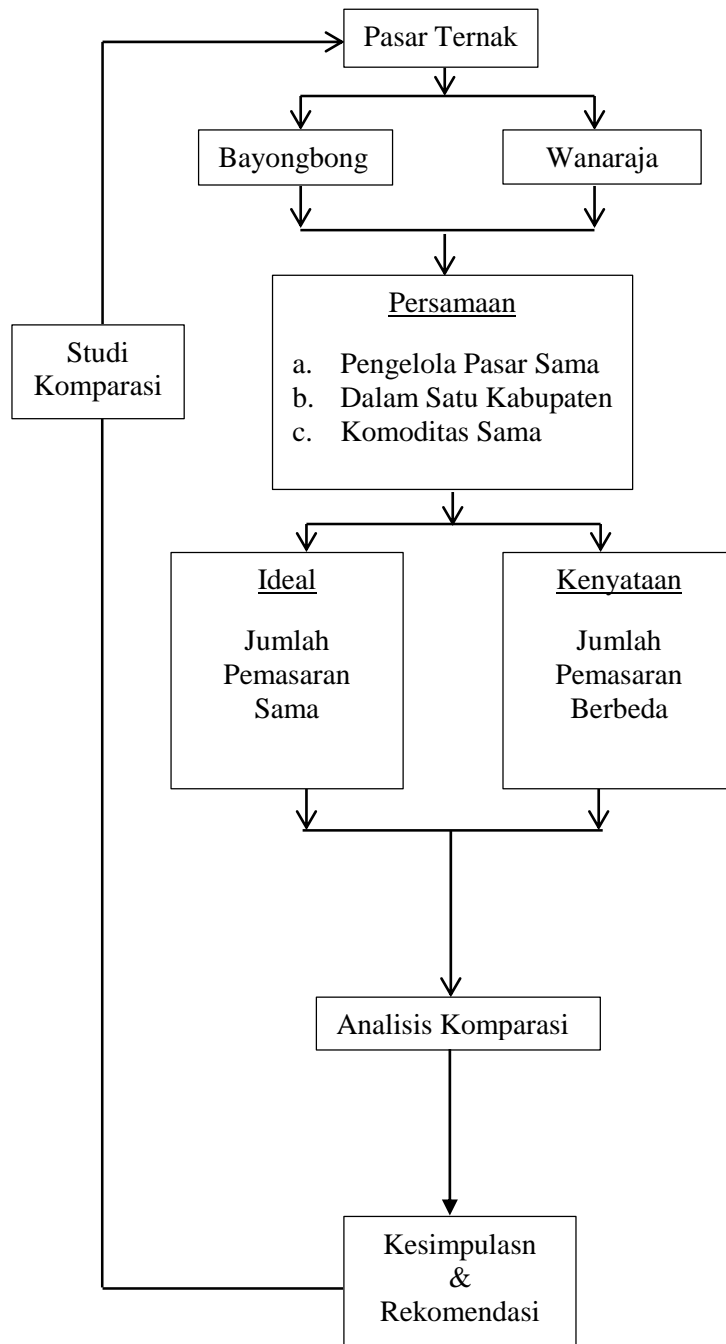 Pasar Ternak
Bayongbong
Wanaraja
Persamaan
a. Pengelola Pasar Sama
b. Dalam Satu Kabupaten
c. Komoditas Sama
Studi
Komparasi
Ideal
Jumlah
Pemasaran
Sama
Kenyataan
Jumlah
Pemasaran
Berbeda
Analisis Komparasi
Kesimpulasn
&
Rekomendasi